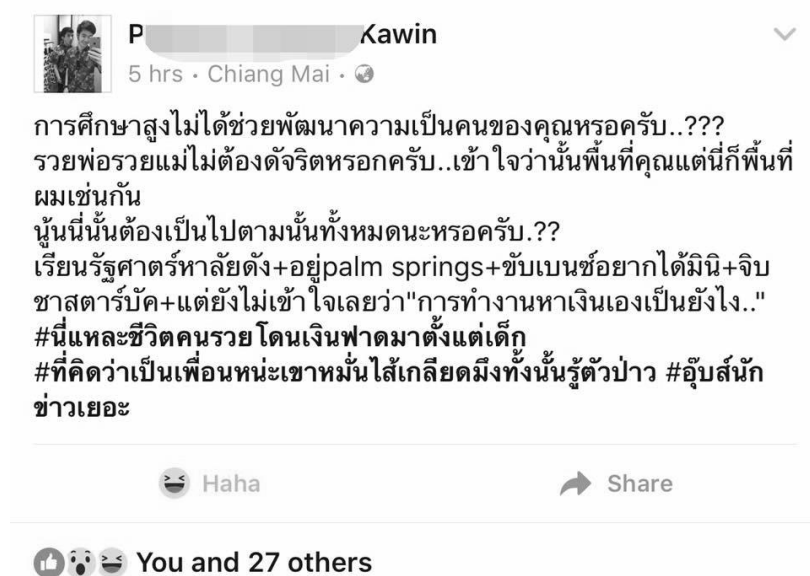 P Kawin
5 hrs · Chiang Mai ·
การศึกษาสูงไม่ได้ช่วยพัฒนาความเป็นคนของคุณหรอครับ..???
รวยพ่อรวยแม่ไม่ต้องดัจริตหรอกครับ..เข้าใจว่านั้นพื้นที่คุณแต่นี่ก็พื้นที่
ผมเช่นกัน
นู้นนี่นั้นต้องเป็นไปตามนั้นทั้งหมดนะหรอครับ.??
เรียนรัฐศาตร์หาลัยดัง+อยู่palm springs+ขับเบนซ์อยากได้มินิ+จิบ
ชาสตาร์บัค+แต่ยังไม่เข้าใจเลยว่า"การทำงานหาเงินเองเป็นยังไง.."
#นี่แหละชีวิตคนรวย โดนเงินฟาดมาตั้งแต่เด็ก
#ที่คิดว่าเป็นเพื่อนหน่ะเขาหมั่นไส้เกลียดมึงทั้งนั้นรู้ตัวป่าว #อุ๊บส์นัก
ข่าวเยอะ
Haha Share
You and 27 others